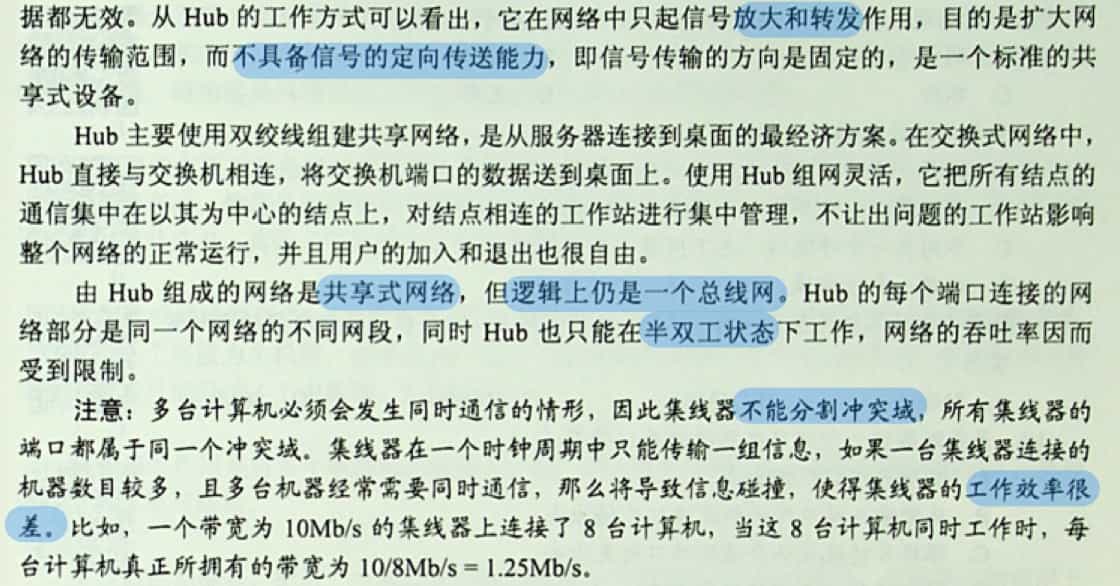 据都无效。从 Hub 的工作方式可以看出，它在网络中只起信号放大和转发作用，目的是扩大网
络的传输范围，而不具备信号的定向传送能力，即信号传输的方向是固定的，是一个标准的共
享式设备。
Hub 主要使用双绞线组建共享网络，是从服务器连接到桌面的最经济方案。在交换式网络中，
Hub 直接与交换机相连，将交换机端口的数据送到桌面上。使用 Hub 组网灵活，它把所有结点的
通信集中在以其为中心的结点上，对结点相连的工作站进行集中管理，不让出问题的工作站影响
整个网络的正常运行，并且用户的加入和退出也很自由。
由 Hub 组成的网络是共享式网络，但逻辑上仍是一个总线网。Hub 的每个端口连接的网
络部分是同一个网络的不同网段，同时 Hub 也只能在半双工状态下工作，网络的吞吐率因而
受到限制。
注意：多台计算机必须会发生同时通信的情形，因此集线器不能分割冲突域，所有集线器的
端口都属于同一个冲突域。集线器在一个时钟周期中只能传输一组信息，如果一台集线器连接的
机器数目较多，且多台机器经常需要同时通信，那么将导致信息碰撞，使得集线器的工作效率很
差。比如，一个带宽为 10Mb/s 的集线器上连接了 8 台计算机，当这 8 台计算机同时工作时，每
台计算机真正所拥有的带宽为 10/8Mb/s = 1.25Mb/s。